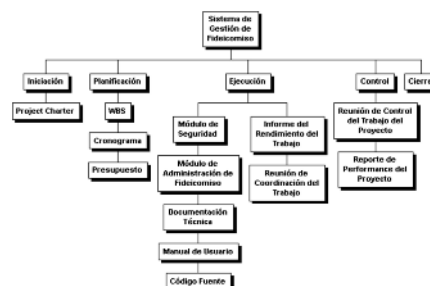 Sistema de
Gestión de
Fideicomiso
Iniciación
Planificación
Ejecución
Control
Cierre
Project Charter
WBS
Cronograma
Presupuesto
Módulo de
Seguridad
Módulo de
Administración de
Fideicomiso
Documentación
Técnica
Manual de Usuario
Código Fuente
Informe del
Rendimiento del
Trabajo
Reunión de
Coordinación del
Trabajo
Reunión de Control
del Trabajo del
Proyecto
Reporte de
Performance del
Proyecto